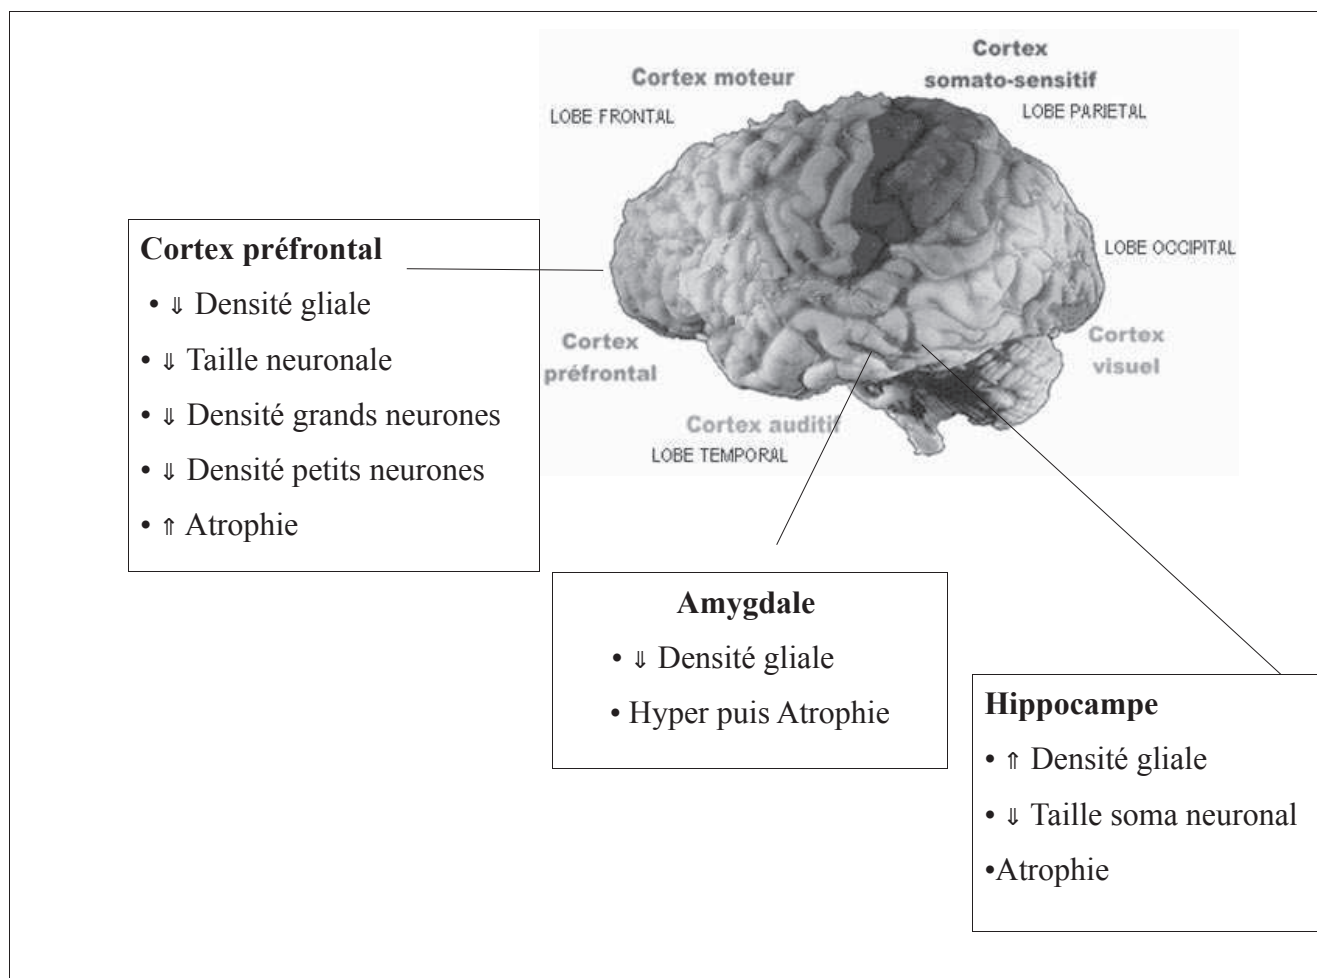 Cortex
somato-sensitif
Cortex moteur
LOBE FRONTAL
LOBE PARIETAL
LOBE OCCIPITAL
Cortex
préfrontal
Cortex
visuel
Cortex auditif
LOBE TEMPORAL
Cortex préfrontal
• ⇓ Densité gliale
• ⇓ Taille neuronale
• ⇓ Densité grands neurones
• ⇓ Densité petits neurones
• ⇑ Atrophie
Amygdale
• ⇓ Densité gliale
• Hyper puis Atrophie
Hippocampe
• ⇑ Densité gliale
• ⇓ Taille soma neuronal
•Atrophie